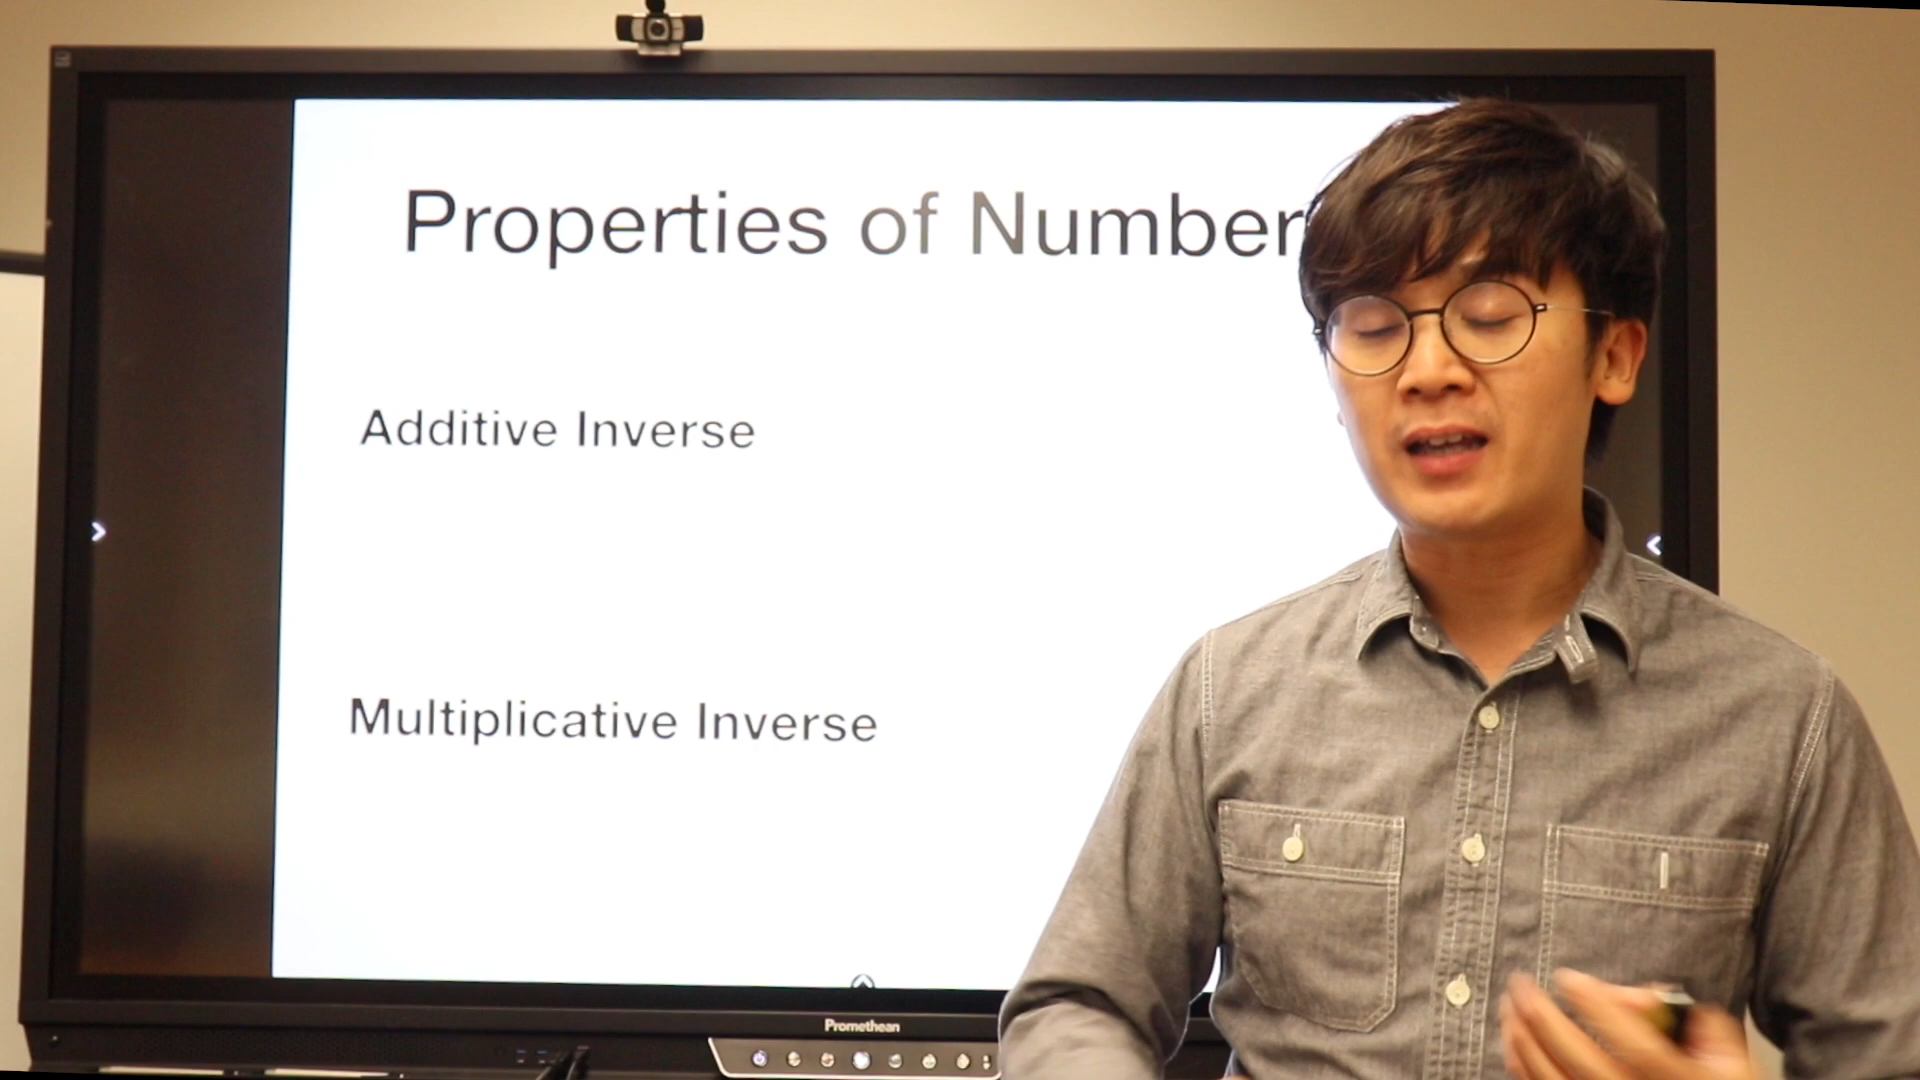 Properties of Number
Additive Inverse
Multiplicative Inverse
Promethean